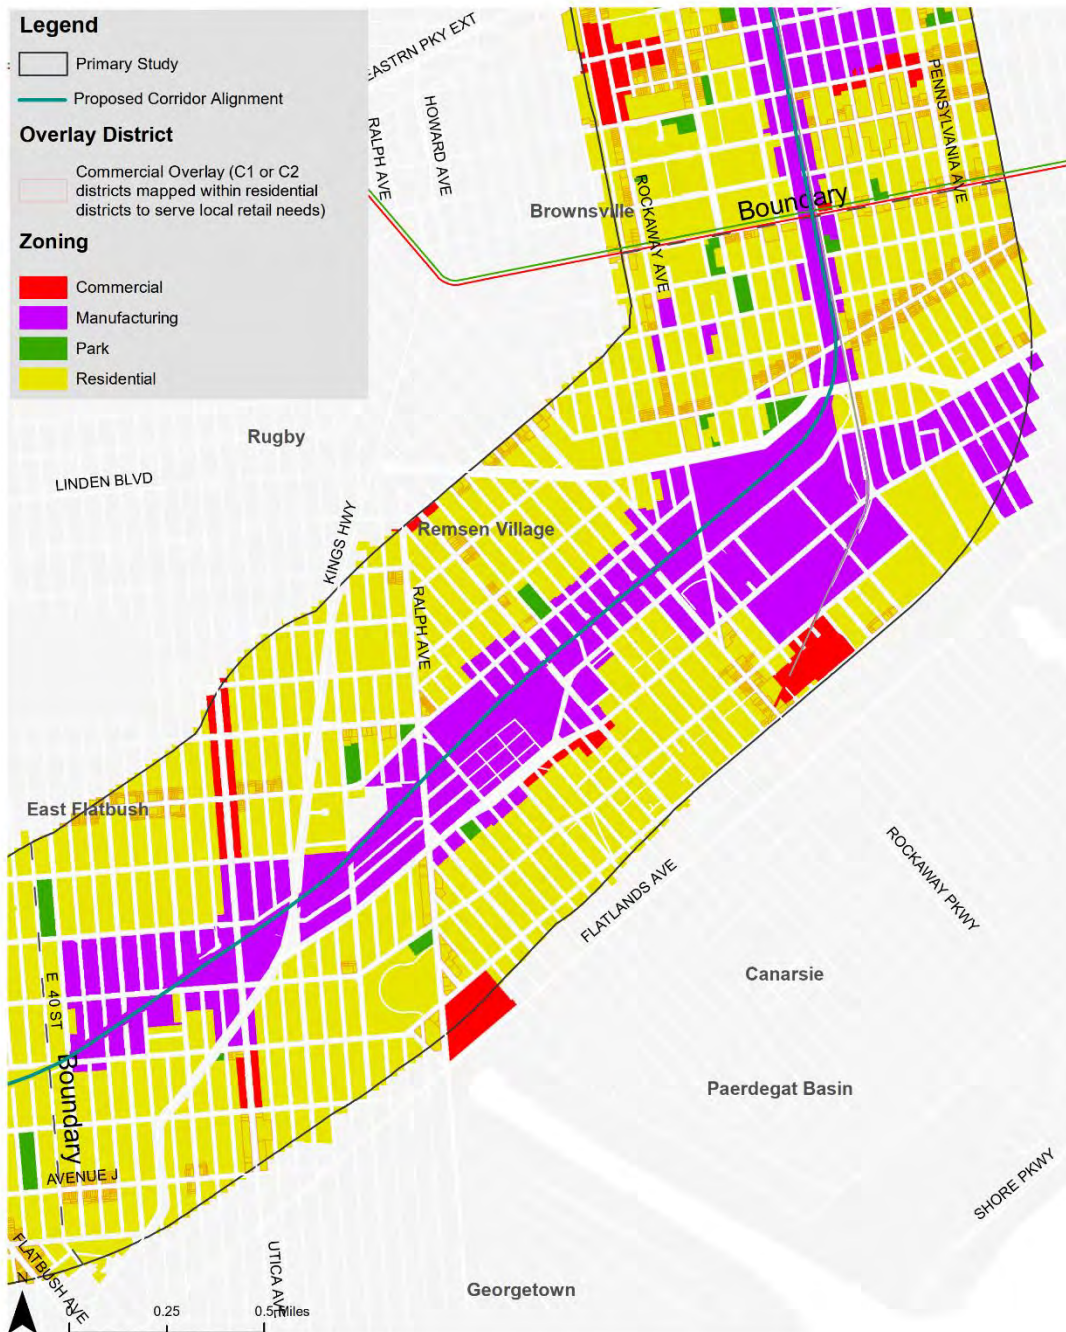 Legend
Primary Study
Proposed Corridor Alignment
Overlay District
Commercial Overlay (C1 or C2
districts mapped within residential
districts to serve local retail needs)
Zoning
Commercial
Manufacturing
Park
Residential
EASTRN PKY EXT
RALPH AVE
HOWARD AVE
PENNSYLVANIA AVE
ROCKAWAY AVE
Brownsville
Boundary
Rugby
LINDEN BLVD
KINGS HWY
Remsen Village
RALPH AVE
East Flatbush
FLATLANDS AVE
ROCKAWAY PKWY
Canarsie
E 40 ST
Boundary
Paerdegat Basin
AVENUE J
SHORE PKWY
FLATBUSH AVE
UTICA AVE
Georgetown
N
0 0.25 0.5 Miles